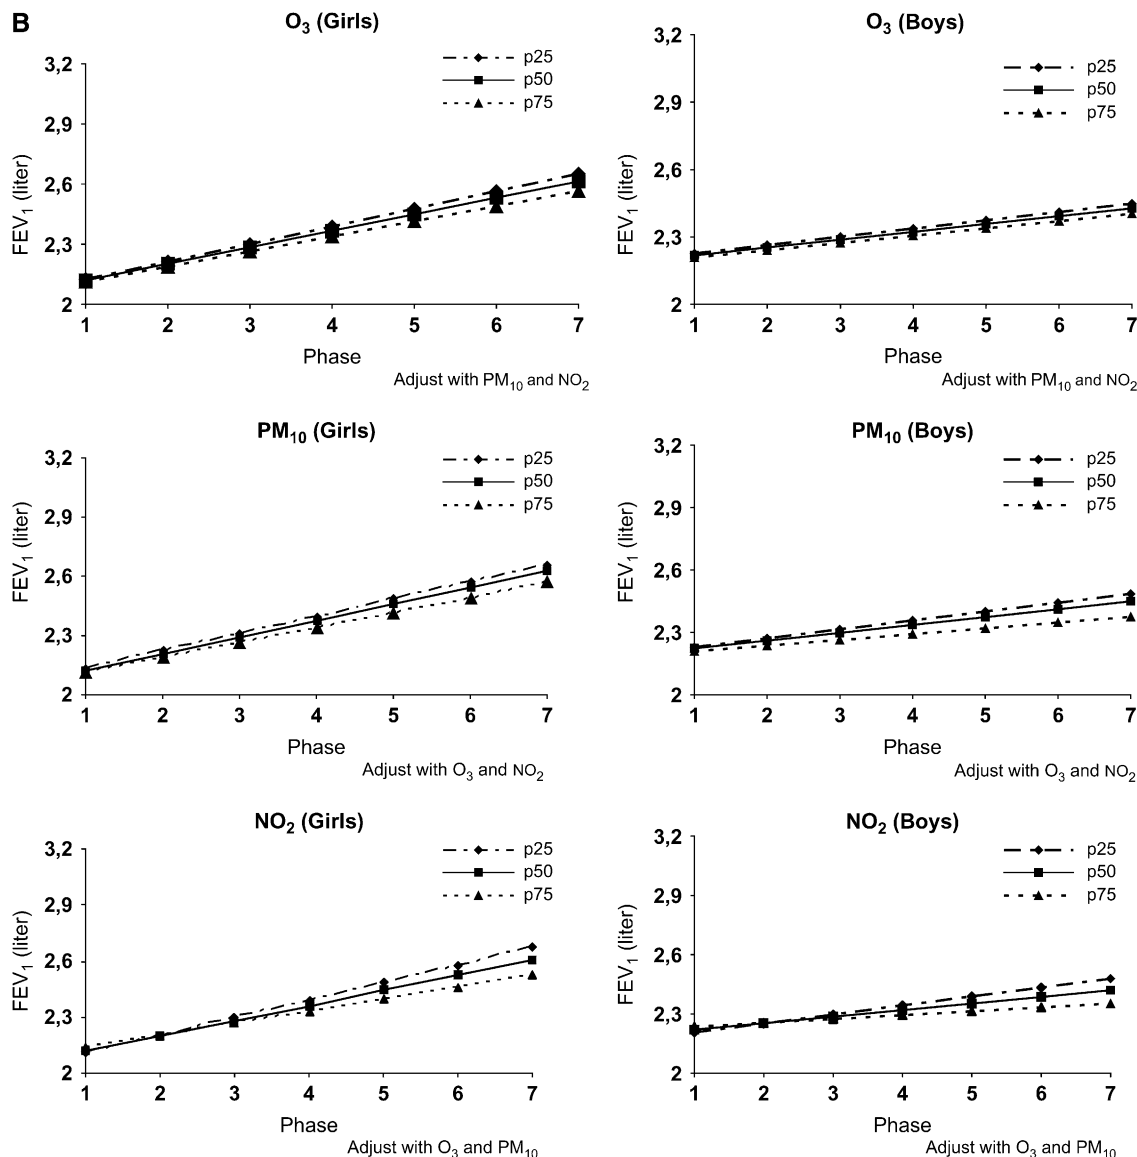 B
O3 (Girls)
3,2
2,9
2,6
2,3
2
FEV1 (liter)
p25
p50
p75
1 2 3 4 5 6 7
Phase
Adjust with PM10 and NO2
O3 (Boys)
3,2
2,9
2,6
2,3
2
FEV1 (liter)
p25
p50
p75
1 2 3 4 5 6 7
Phase
Adjust with PM10 and NO2
PM10 (Girls)
3,2
2,9
2,6
2,3
2
FEV1 (liter)
p25
p50
p75
1 2 3 4 5 6 7
Phase
Adjust with O3 and NO2
PM10 (Boys)
3,2
2,9
2,6
2,3
2
FEV1 (liter)
p25
p50
p75
1 2 3 4 5 6 7
Phase
Adjust with O3 and NO2
NO2 (Girls)
3,2
2,9
2,6
2,3
2
FEV1 (liter)
p25
p50
p75
1 2 3 4 5 6 7
Phase
Adjust with O3 and PM10
NO2 (Boys)
3,2
2,9
2,6
2,3
2
FEV1 (liter)
p25
p50
p75
1 2 3 4 5 6 7
Phase
Adjust with O3 and PM10